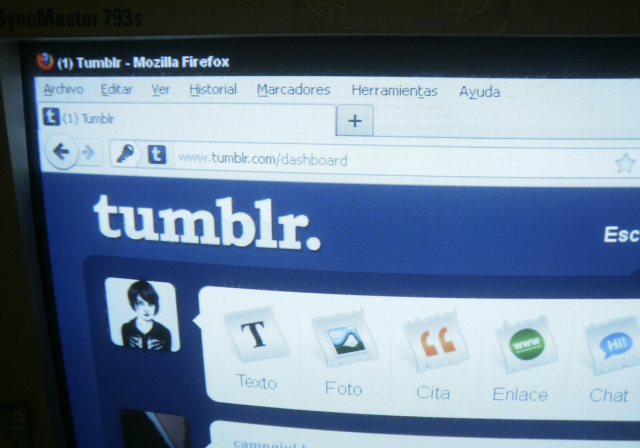 SyncMaster 793s
(1) Tumblr - Mozilla Firefox
Archivo Editar Ver Historial Marcadores Herramientas Ayuda
t (1) Tumblr +
t www.tumblr.com/dashboard
tumblr.
Esc
T www Hi!
Texto Foto Cita Enlace Chat